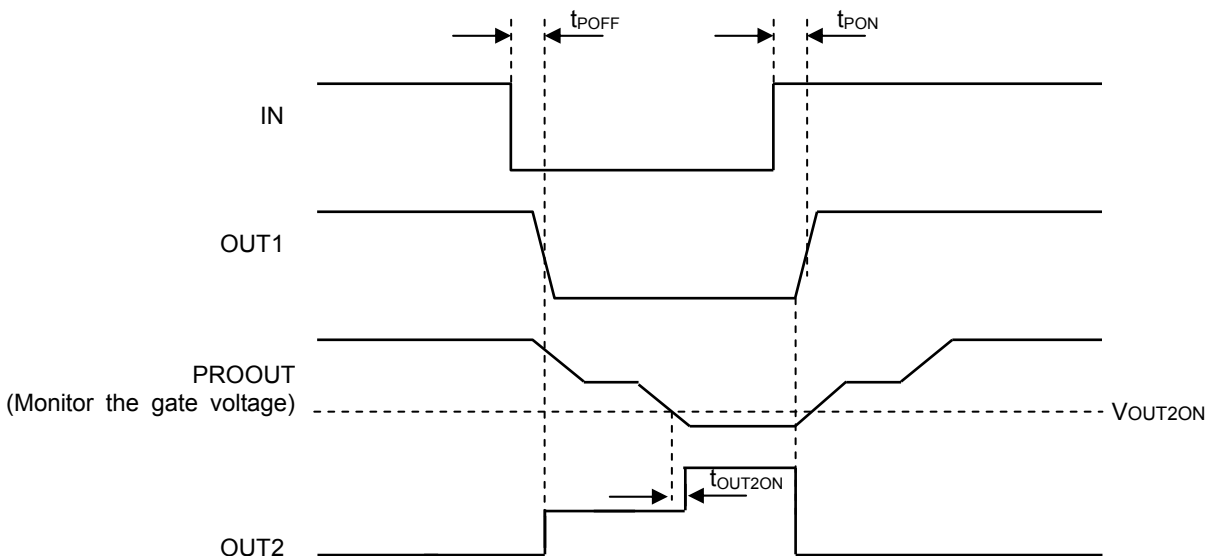 tPOFF
tPON
IN
OUT1
PROOUT
(Monitor the gate voltage)
VOUT2ON
tOUT2ON
OUT2